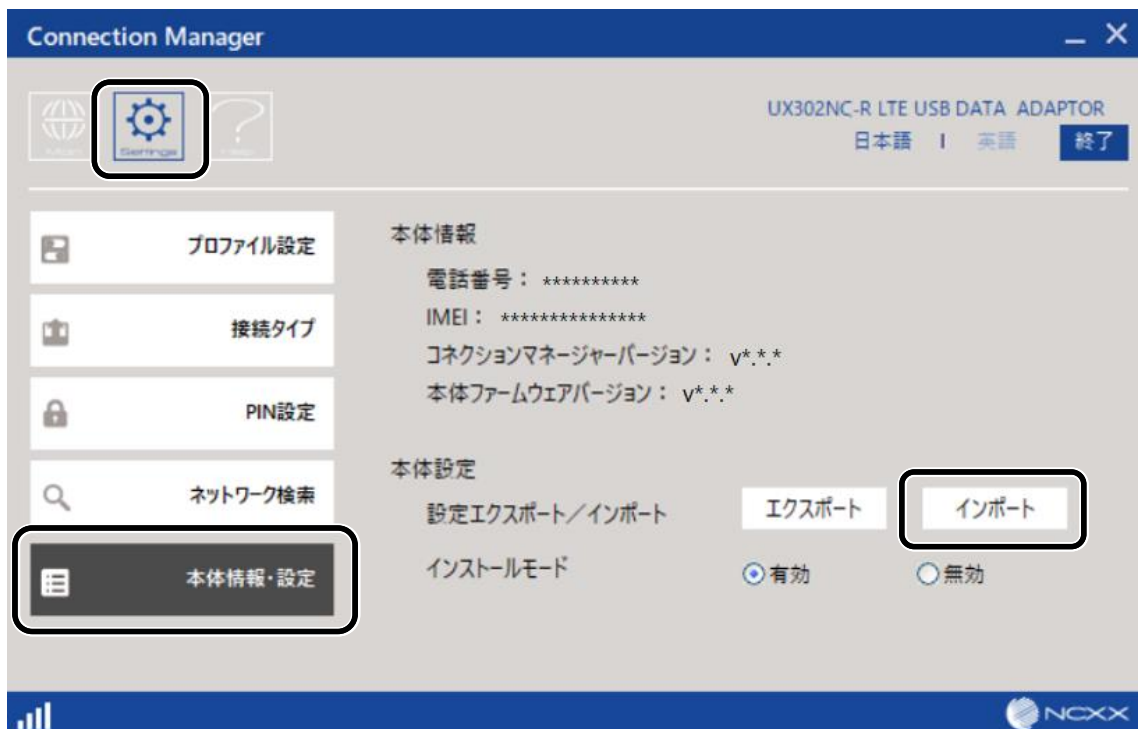 Connection Manager
Settings
UX302NC-R LTE USB DATA ADAPTOR
日本語 | 英語 終了
プロファイル設定
接続タイプ
PIN設定
ネットワーク検索
本体情報・設定
本体情報
電話番号： **********
IMEI： ***************
コネクションマネージャーバージョン： v*.*.*
本体ファームウェアバージョン： v*.*.*
本体設定
設定エクスポート／インポート エクスポート インポート
インストールモード 有効 無効
NCXX